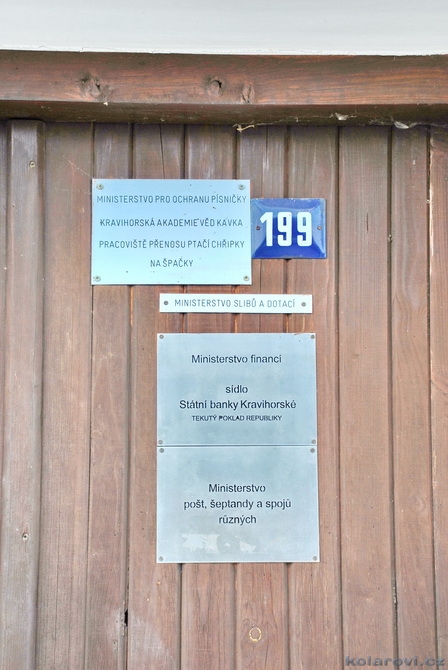 MINISTERSTVO PRO OCHRANU PÍSNIČKY
KRAVIHORSKÁ AKADEMIE VĚD KAVKA
PRACOVIŠTĚ PŘENOSU PTAČÍ CHŘIPKY
NA ŠPAČKY
199
MINISTERSTVO SLIBŮ A DOTACÍ
Ministerstvo financí
sídlo
Státní banky Kravihorské
TEKUTÝ POKLAD REPUBLIKY
Ministerstvo
pošt, šeptandy a spojů
různých
kolarovi.cz